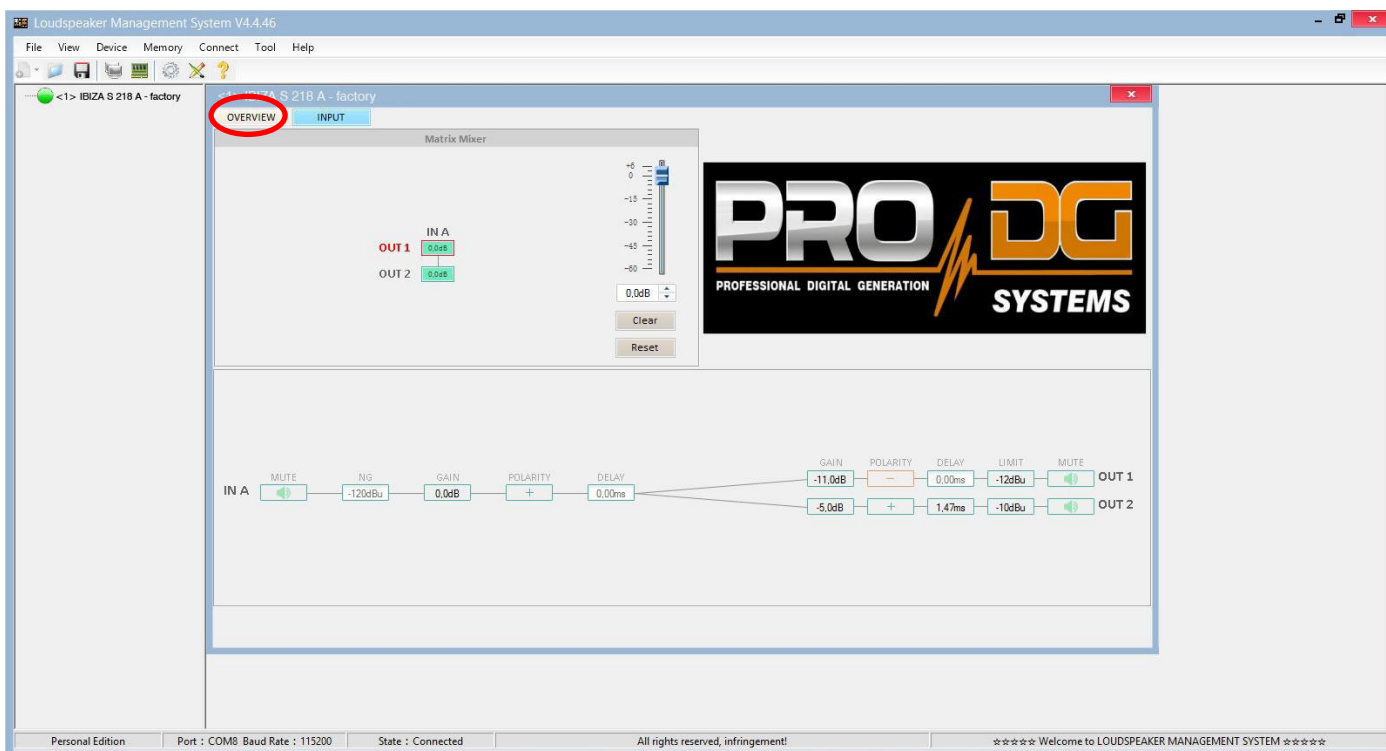 Loudspeaker Management System V4.4.46
File View Device Memory Connect Tool Help
<1> IBIZA S 218 A - factory
<1> IBIZA S 218 A - factory
OVERVIEW INPUT
Matrix Mixer
+6
0
-15
-30
-45
-60
IN A
OUT 1 0,0dB
OUT 2 0,0dB
0,0dB
Clear
Reset
PRO DG
PROFESSIONAL DIGITAL GENERATION
SYSTEMS
MUTE NG GAIN POLARITY DELAY
IN A -120dBu 0,0dB + 0,00ms
GAIN POLARITY DELAY LIMIT MUTE
-11,0dB - 0,00ms -12dBu OUT 1
-5,0dB + 1,47ms -10dBu OUT 2
Personal Edition Port : COM8 Baud Rate : 115200 State : Connected All rights reserved, infringement! ☆☆☆☆☆ Welcome to LOUDSPEAKER MANAGEMENT SYSTEM ☆☆☆☆☆